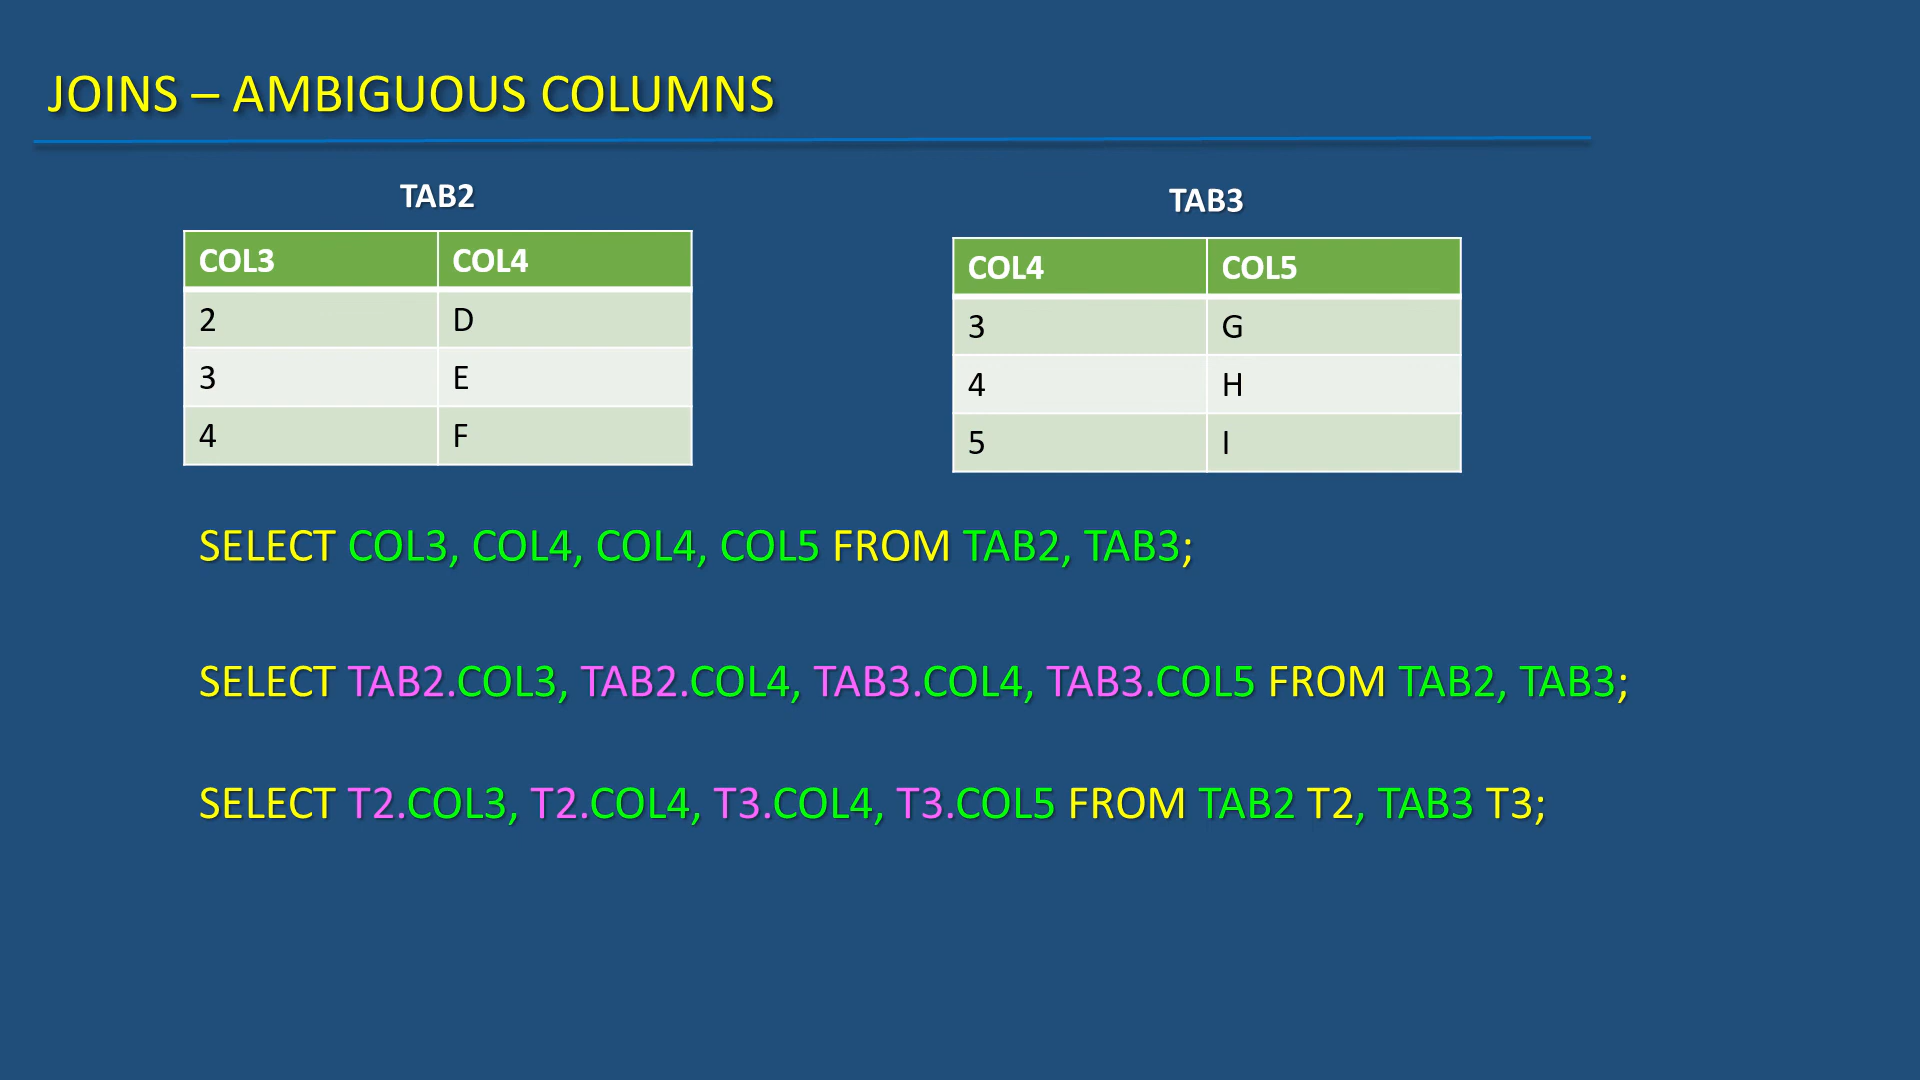 JOINS – AMBIGUOUS COLUMNS
TAB2
COL3 COL4
2 D
3 E
4 F
TAB3
COL4 COL5
3 G
4 H
5 I
SELECT COL3, COL4, COL4, COL5 FROM TAB2, TAB3;
SELECT TAB2.COL3, TAB2.COL4, TAB3.COL4, TAB3.COL5 FROM TAB2, TAB3;
SELECT T2.COL3, T2.COL4, T3.COL4, T3.COL5 FROM TAB2 T2, TAB3 T3;